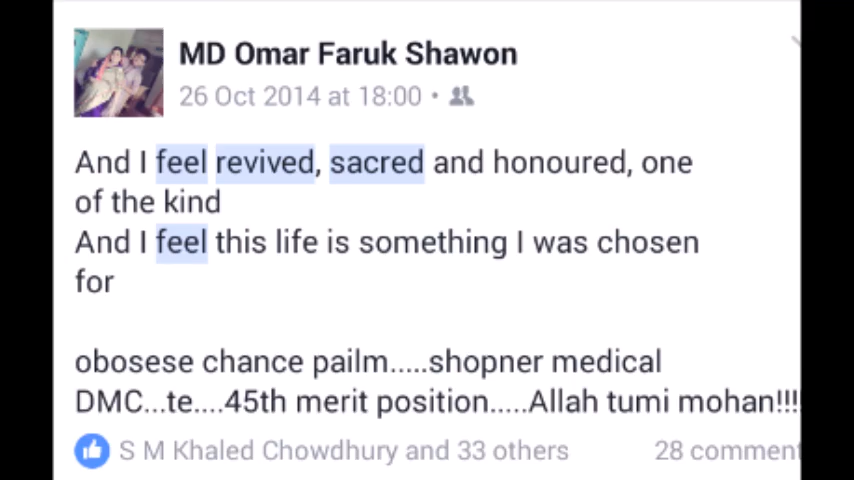 MD Omar Faruk Shawon
26 Oct 2014 at 18:00 •
And I feel revived, sacred and honoured, one
of the kind
And I feel this life is something I was chosen
for
obosese chance pailm.....shopner medical
DMC...te....45th merit position.....Allah tumi mohan!!!!
S M Khaled Chowdhury and 33 others 28 comment